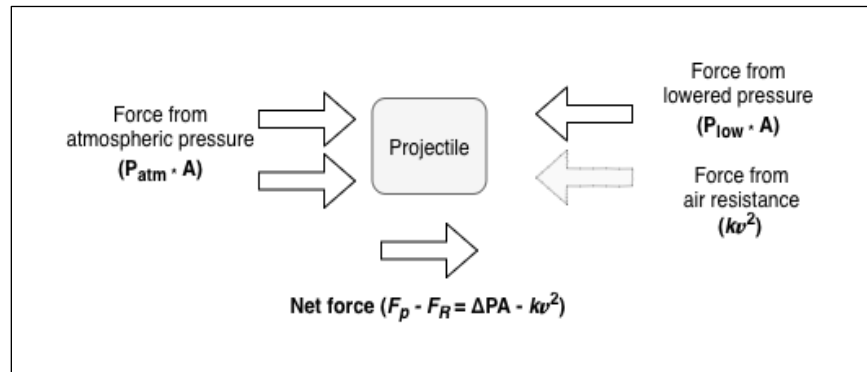 Force from
atmospheric pressure
(Patm * A)
Projectile
Force from
lowered pressure
(Plow * A)
Force from
air resistance
(kv²)
Net force (Fp - FR = ΔPA - kv²)